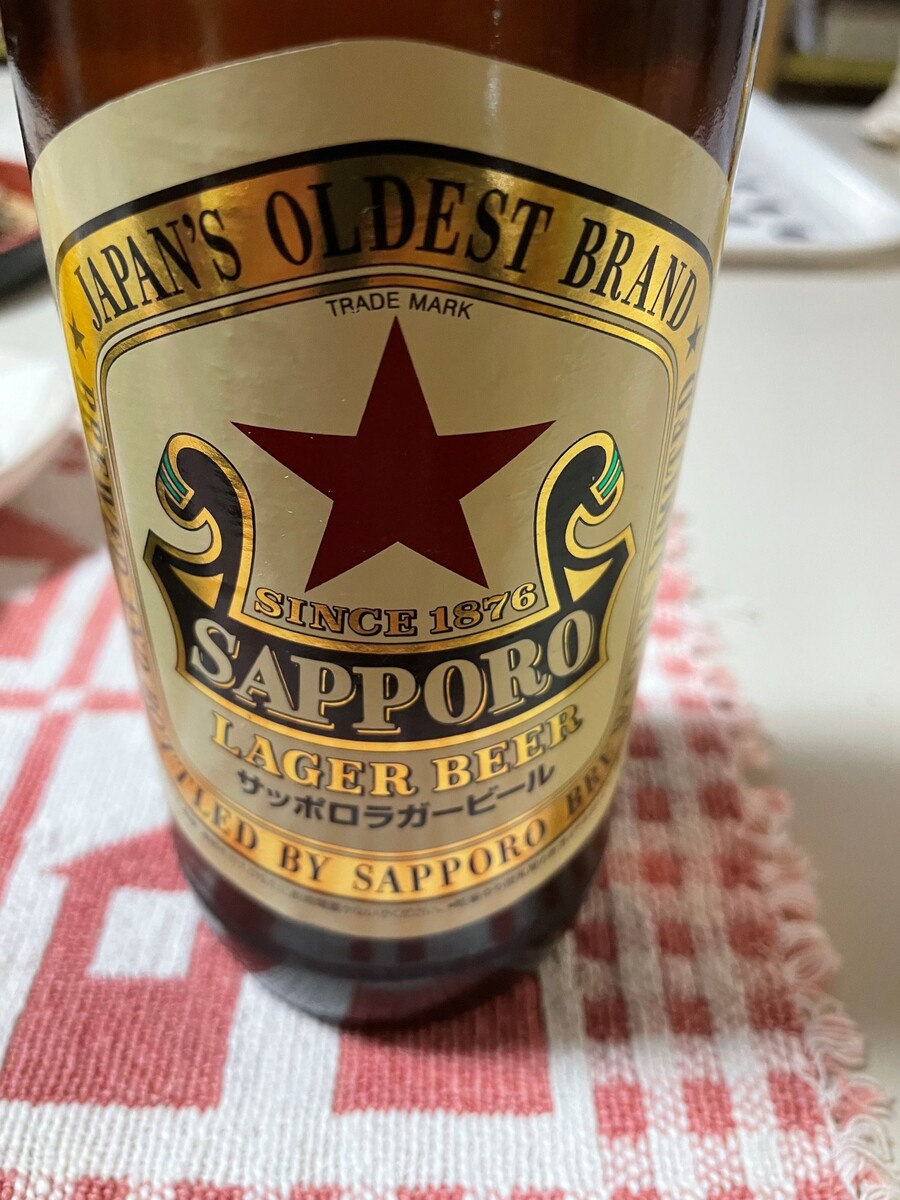 JAPAN'S OLDEST BRAND
TRADE MARK
SINCE 1876
SAPPORO
LAGER BEER
サッポロラガービール
BY SAPPORO